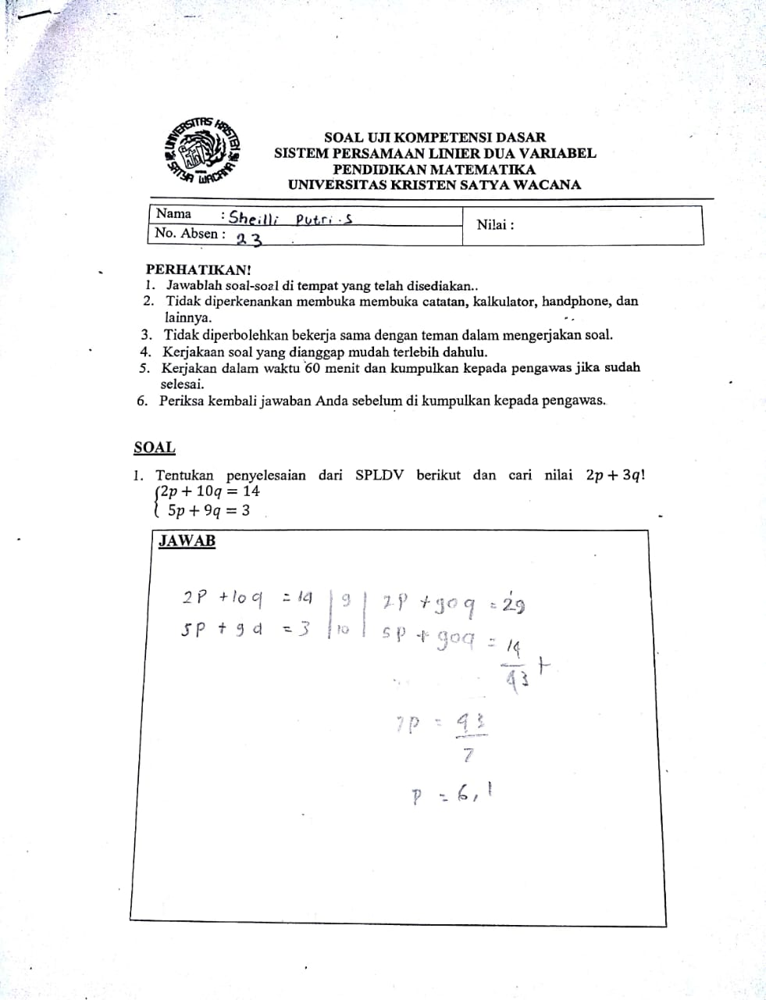 UNIVERSITAS KRISTEN
SATYA WACANA
SOAL UJI KOMPETENSI DASAR
SISTEM PERSAMAAN LINIER DUA VARIABEL
PENDIDIKAN MATEMATIKA
UNIVERSITAS KRISTEN SATYA WACANA
Nama : Sheilli Putri . S
Nilai :
No. Absen : 23
PERHATIKAN!
1. Jawablah soal-soal di tempat yang telah disediakan..
2. Tidak diperkenankan membuka membuka catatan, kalkulator, handphone, dan
lainnya.
3. Tidak diperbolehkan bekerja sama dengan teman dalam mengerjakan soal.
4. Kerjakaan soal yang dianggap mudah terlebih dahulu.
5. Kerjakan dalam waktu 60 menit dan kumpulkan kepada pengawas jika sudah
selesai.
6. Periksa kembali jawaban Anda sebelum di kumpulkan kepada pengawas.
SOAL
1. Tentukan penyelesaian dari SPLDV berikut dan cari nilai 2p + 3q!
2p + 10q = 14
5p + 9q = 3
JAWAB
2P + 10q = 14 | 9 | 2P + 90q = 29
5P + 9q = 3 | 10 | 5P + 90q = 14
43 +
7P = 43
7
P = 6,1